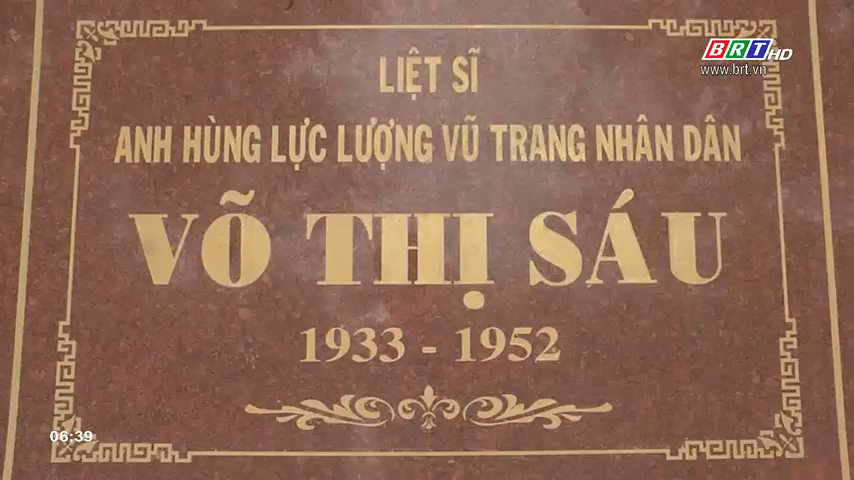 BRT HD
www.brt.vn
LIỆT SĨ
ANH HÙNG LỰC LƯỢNG VŨ TRANG NHÂN DÂN
VÕ THỊ SÁU
1933 - 1952
06:39